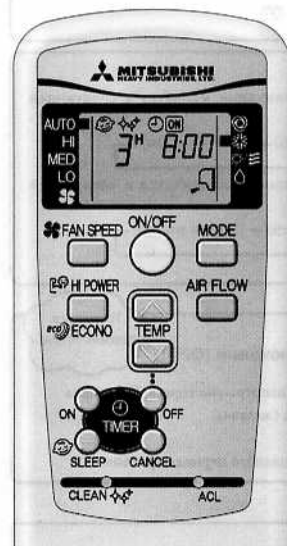 MITSUBISHI
HEAVY INDUSTRIES, LTD.
AUTO
HI
MED
LO
ON
3H 8:00
FAN SPEED
ON/OFF
MODE
HI POWER
AIR FLOW
eco ECONO
TEMP
ON
OFF
TIMER
SLEEP
CANCEL
CLEAN
ACL